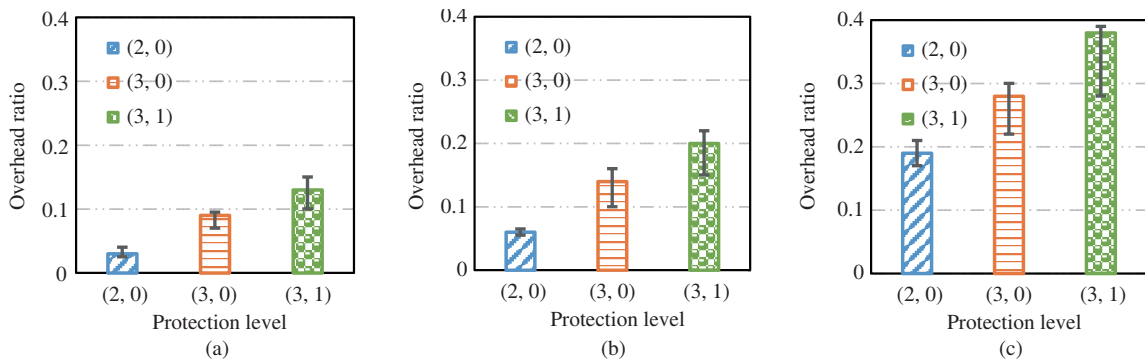 0.4
0.3
0.2
0.1
0
Overhead ratio
(2, 0)
(3, 0)
(3, 1)
(2, 0) (3, 0) (3, 1)
Protection level
(a)
0.4
0.3
0.2
0.1
0
Overhead ratio
(2, 0)
(3, 0)
(3, 1)
(2, 0) (3, 0) (3, 1)
Protection level
(b)
0.4
0.3
0.2
0.1
0
Overhead ratio
(2, 0)
(3, 0)
(3, 1)
(2, 0) (3, 0) (3, 1)
Protection level
(c)